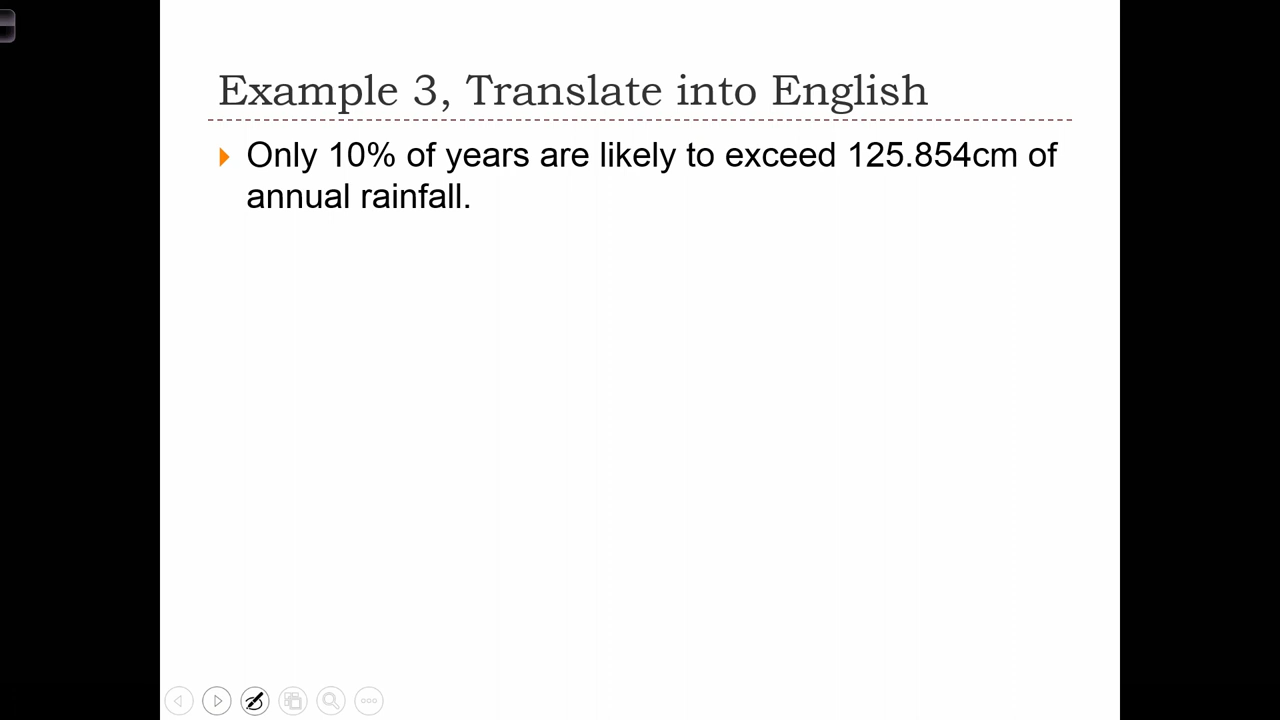 Example 3, Translate into English
Only 10% of years are likely to exceed 125.854cm of
annual rainfall.